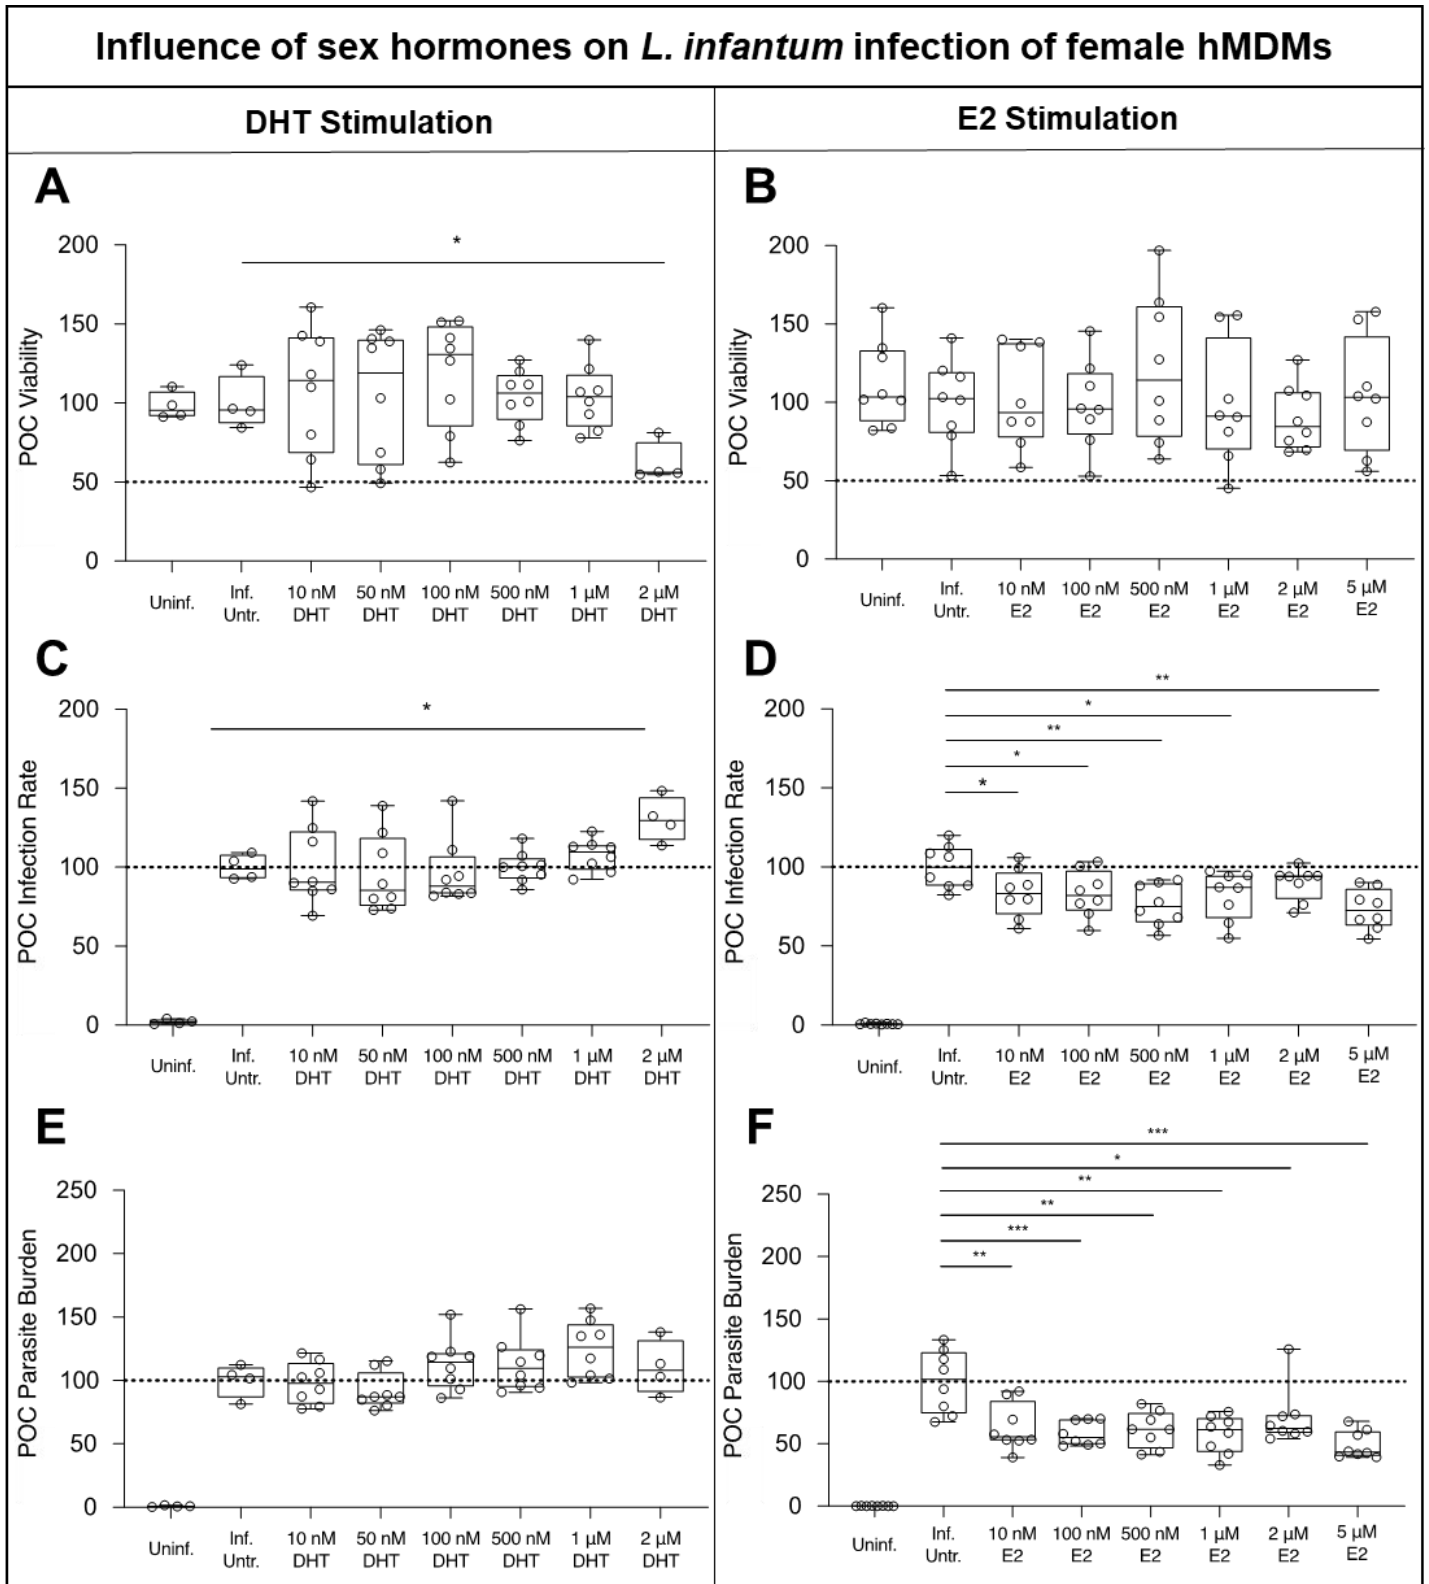 Influence of sex hormones on L. infantum infection of female hMDMs
DHT Stimulation
E2 Stimulation
A
POC Viability
200
150
100
50
0
*
Uninf.
Inf.
Untr.
10 nM
DHT
50 nM
DHT
100 nM
DHT
500 nM
DHT
1 µM
DHT
2 µM
DHT
B
POC Viability
200
150
100
50
0
Uninf.
Inf.
Untr.
10 nM
E2
100 nM
E2
500 nM
E2
1 µM
E2
2 µM
E2
5 µM
E2
C
POC Infection Rate
200
150
100
50
0
*
Uninf.
Inf.
Untr.
10 nM
DHT
50 nM
DHT
100 nM
DHT
500 nM
DHT
1 µM
DHT
2 µM
DHT
D
POC Infection Rate
200
150
100
50
0
**
*
**
*
*
Uninf.
Inf.
Untr.
10 nM
E2
100 nM
E2
500 nM
E2
1 µM
E2
2 µM
E2
5 µM
E2
E
POC Parasite Burden
250
200
150
100
50
0
Uninf.
Inf.
Untr.
10 nM
DHT
50 nM
DHT
100 nM
DHT
500 nM
DHT
1 µM
DHT
2 µM
DHT
F
POC Parasite Burden
250
200
150
100
50
0
***
*
**
**
***
**
Uninf.
Inf.
Untr.
10 nM
E2
100 nM
E2
500 nM
E2
1 µM
E2
2 µM
E2
5 µM
E2